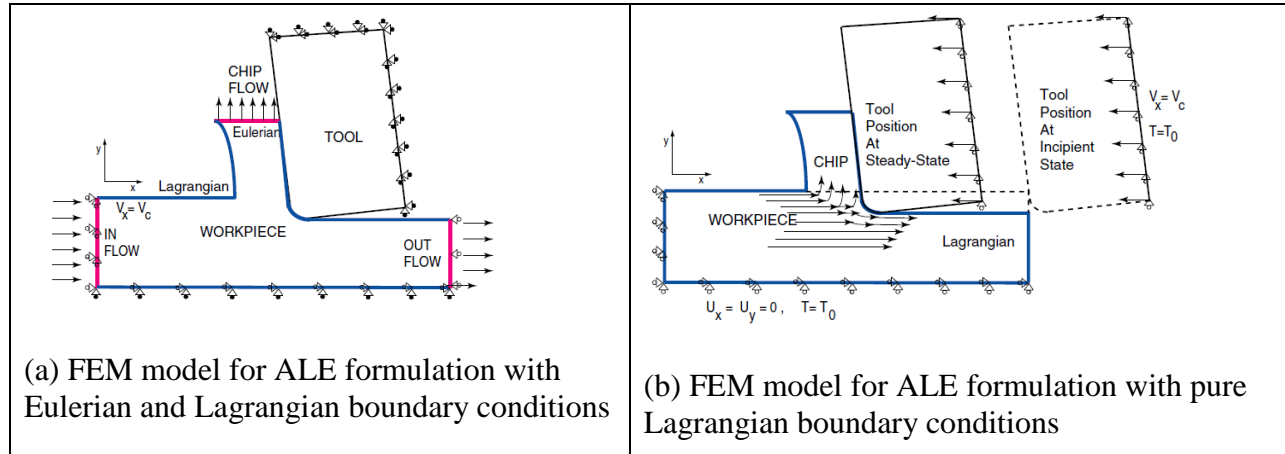 CHIP
FLOW
Eulerian
TOOL
y
x
Lagrangian
V_x = V_c
WORKPIECE
IN
FLOW
OUT
FLOW
(a) FEM model for ALE formulation with
Eulerian and Lagrangian boundary conditions
Tool
Position
At
Steady-State
Tool
Position
At
Incipient
State
V_x = V_c
T=T_0
y
x
CHIP
WORKPIECE
Lagrangian
U_x = U_y = 0 , T= T_0
(b) FEM model for ALE formulation with pure
Lagrangian boundary conditions